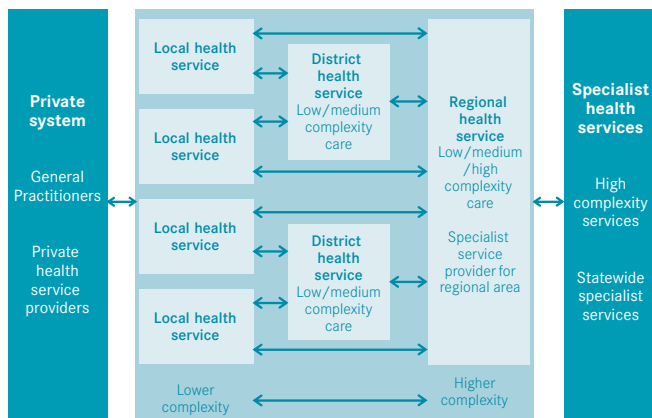 Private
system
General
Practitioners
Private
health
service
providers
Local health
service
Local health
service
Local health
service
Local health
service
District
health
service
Low/medium
complexity
care
District
health
service
Low/medium
complexity
care
Regional
health
service
Low/medium
/high
complexity
care
Specialist
service
provider for
regional area
Lower
complexity
Higher
complexity
Specialist
health
services
High
complexity
services
Statewide
specialist
services